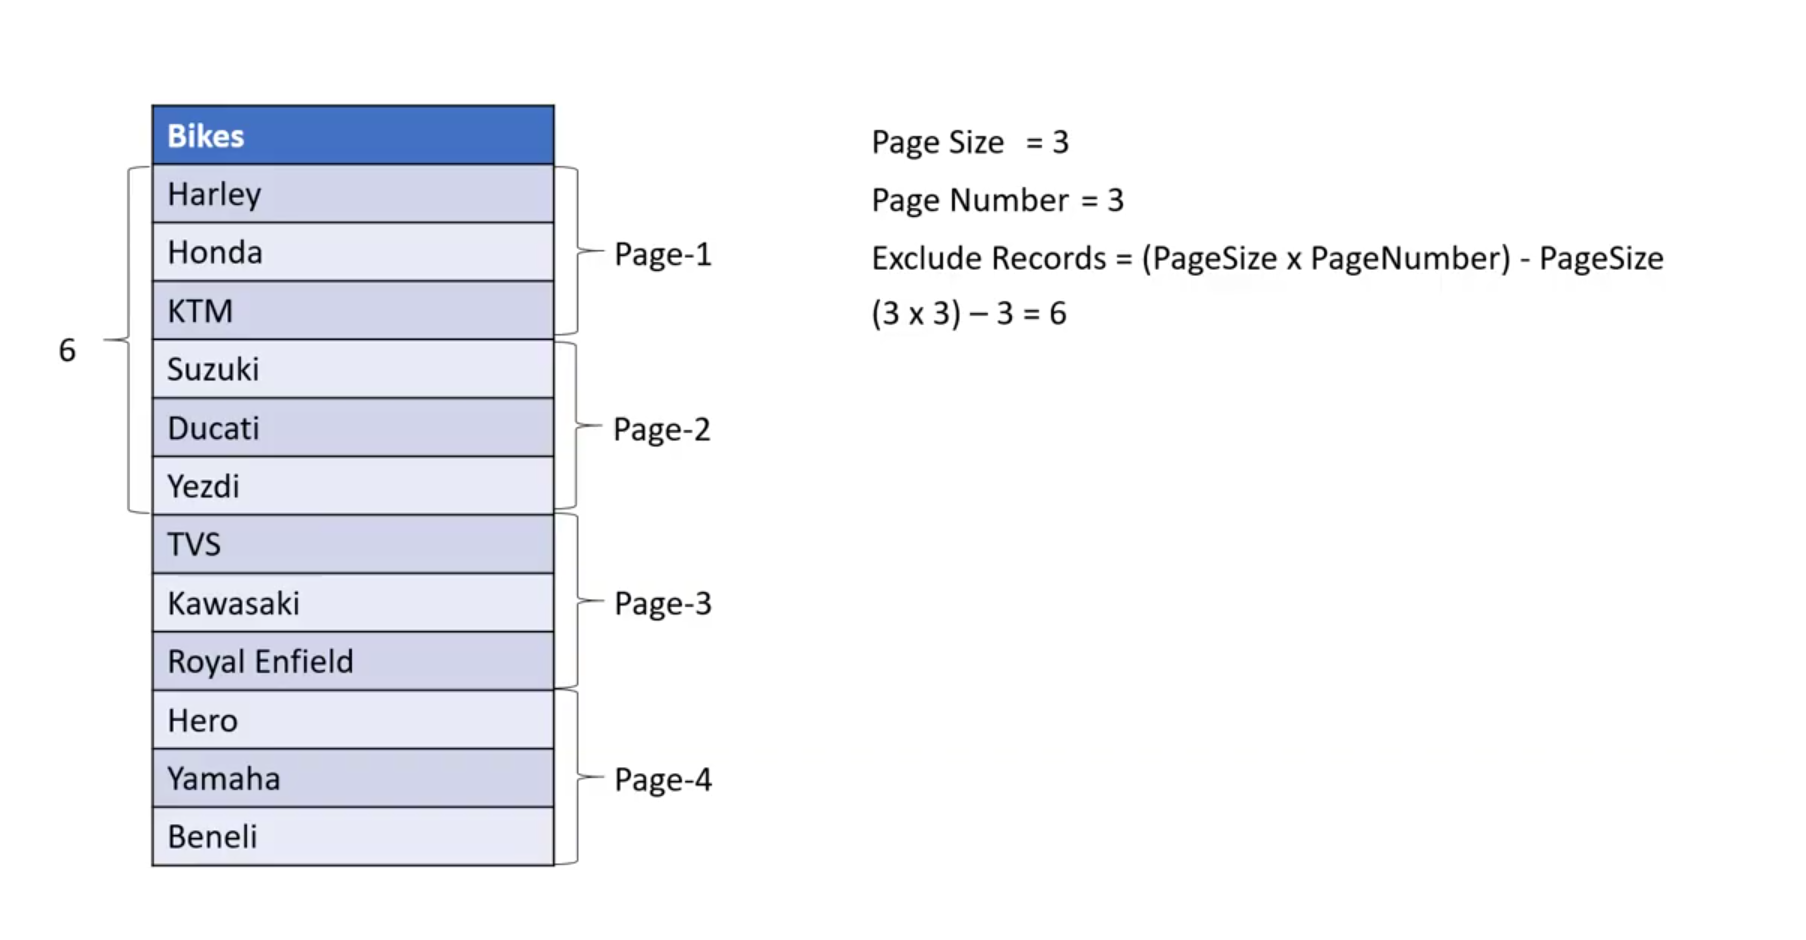 Bikes
Harley
Honda
KTM
Suzuki
Ducati
Yezdi
TVS
Kawasaki
Royal Enfield
Hero
Yamaha
Beneli
6
Page-1
Page-2
Page-3
Page-4
Page Size = 3
Page Number = 3
Exclude Records = (PageSize x PageNumber) - PageSize
(3 x 3) – 3 = 6